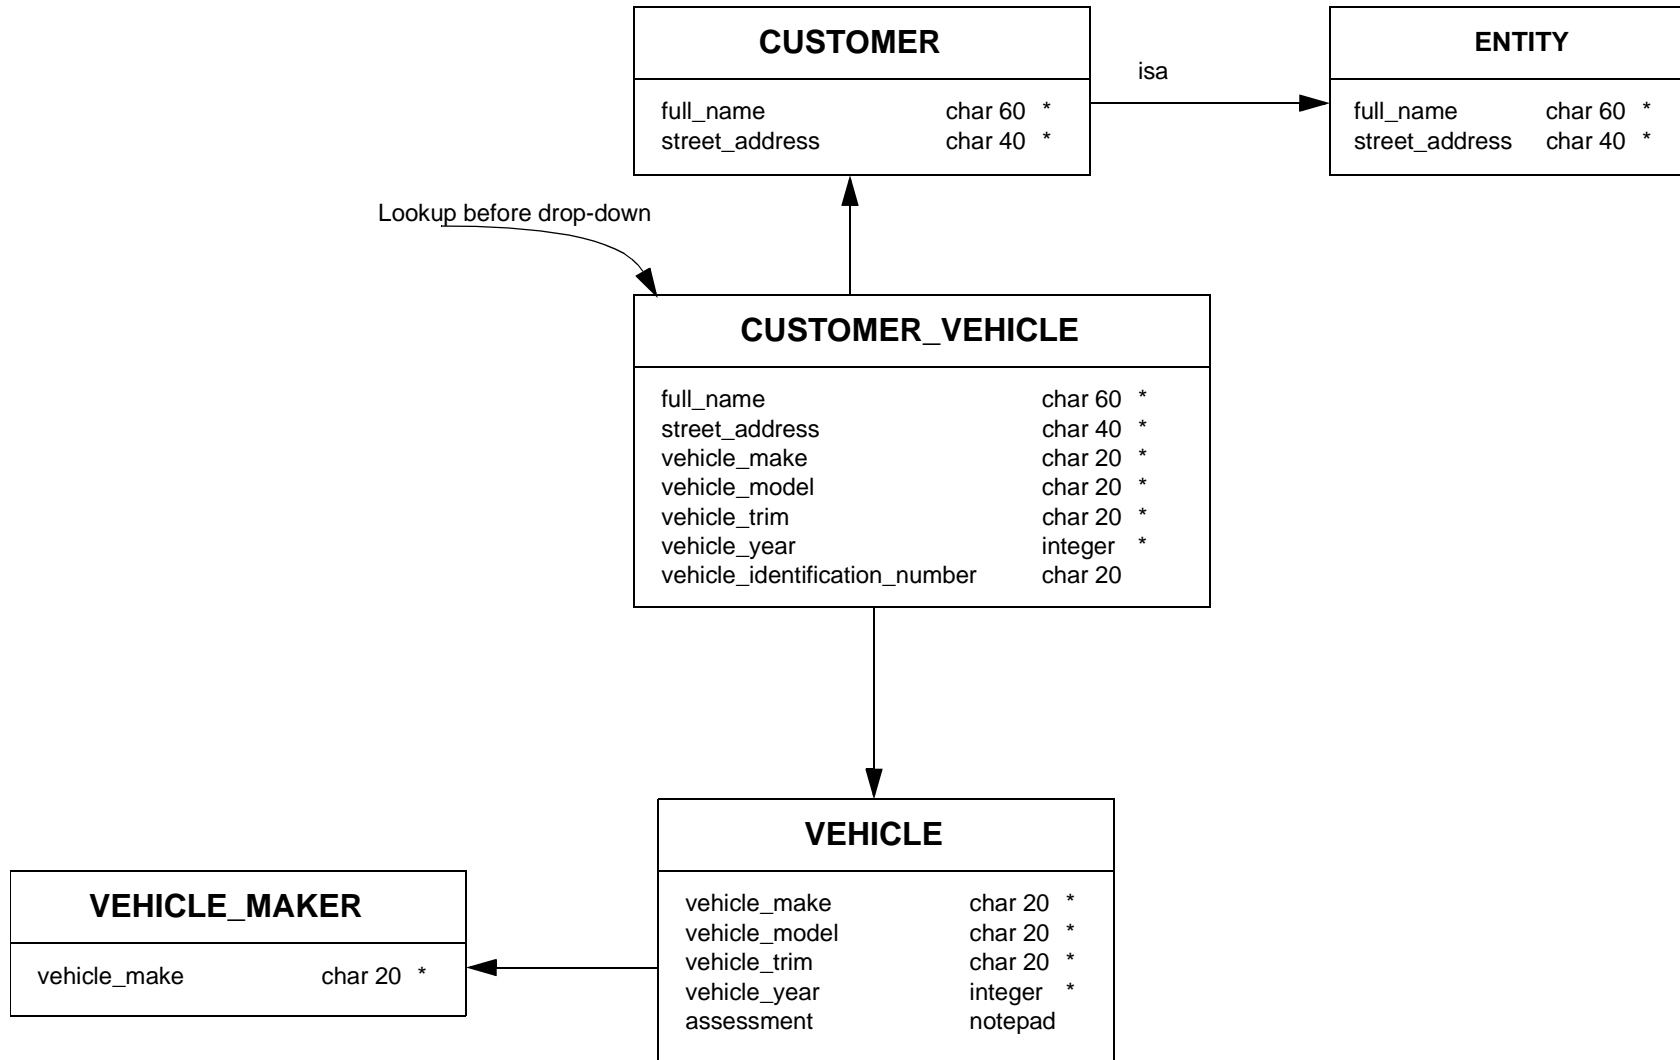 CUSTOMER
full_name char 60 *
street_address char 40 *
isa
ENTITY
full_name char 60 *
street_address char 40 *
Lookup before drop-down
CUSTOMER_VEHICLE
full_name char 60 *
street_address char 40 *
vehicle_make char 20 *
vehicle_model char 20 *
vehicle_trim char 20 *
vehicle_year integer *
vehicle_identification_number char 20
VEHICLE
vehicle_make char 20 *
vehicle_model char 20 *
vehicle_trim char 20 *
vehicle_year integer *
assessment notepad
VEHICLE_MAKER
vehicle_make char 20 *